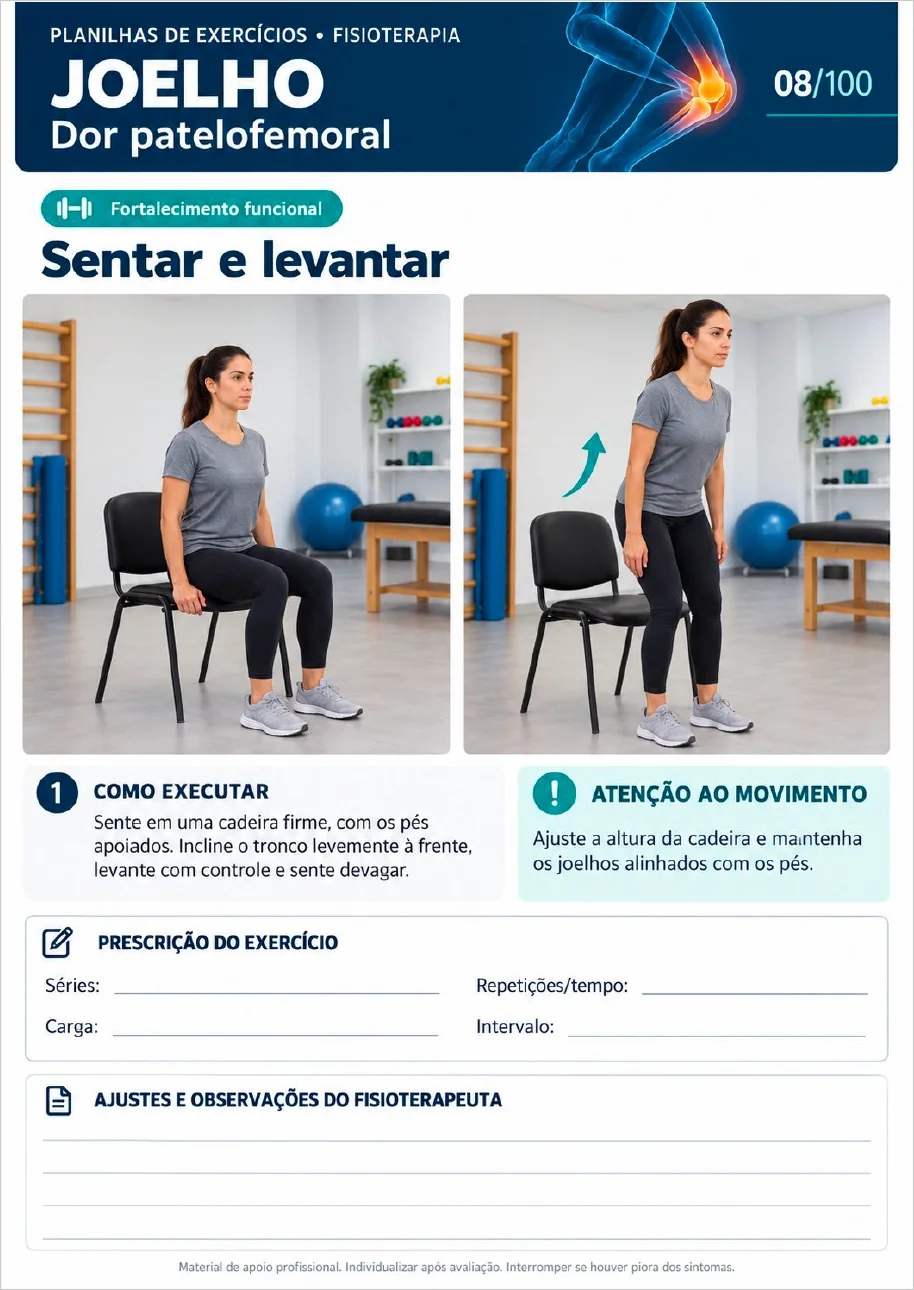 PLANILHAS DE EXERCÍCIOS • FISIOTERAPIA
JOELHO
Dor patelofemoral
08/100
Fortalecimento funcional
Sentar e levantar
1 COMO EXECUTAR
Sente em uma cadeira firme, com os pés
apoiados. Incline o tronco levemente à frente,
levante com controle e sente devagar.
! ATENÇÃO AO MOVIMENTO
Ajuste a altura da cadeira e mantenha
os joelhos alinhados com os pés.
PRESCRIÇÃO DO EXERCÍCIO
Séries:
Repetições/tempo:
Carga:
Intervalo:
AJUSTES E OBSERVAÇÕES DO FISIOTERAPEUTA
Material de apoio profissional. Individualizar após avaliação. Interromper se houver piora dos sintomas.